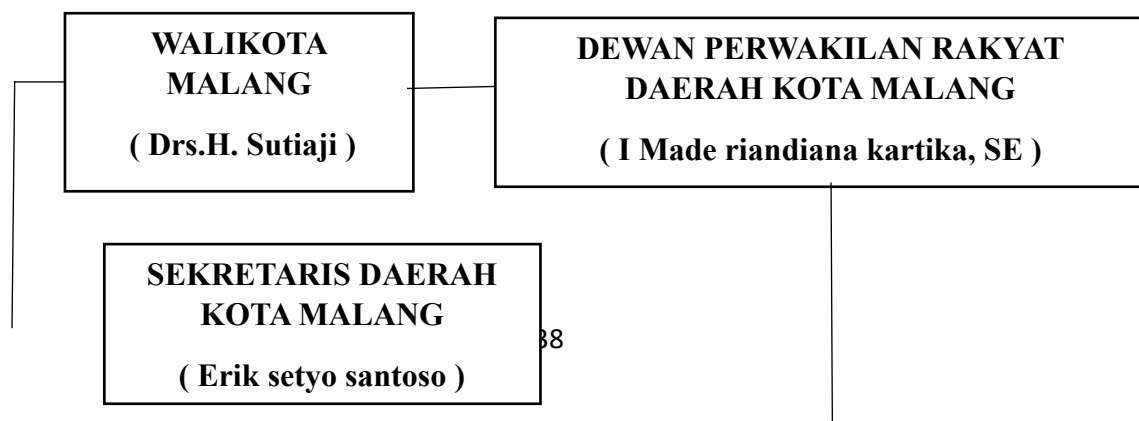 WALIKOTA
MALANG
( Drs.H. Sutiaji )
DEWAN PERWAKILAN RAKYAT
DAERAH KOTA MALANG
( I Made riandiana kartika, SE )
SEKRETARIS DAERAH
KOTA MALANG
( Erik setyo santoso )